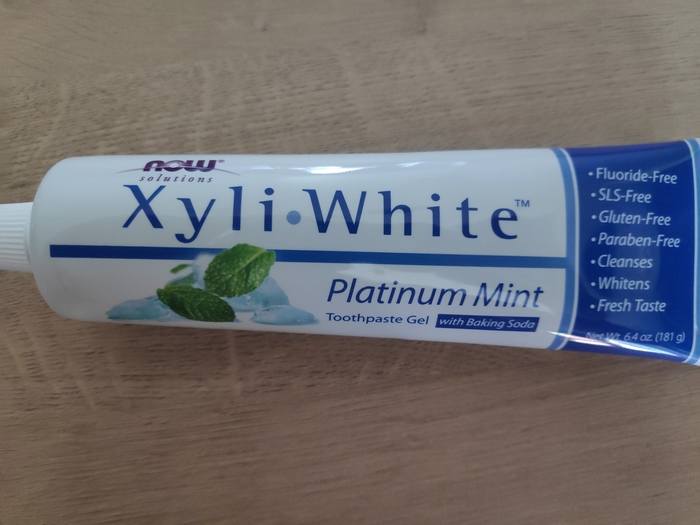 NOW®
solutions
Xyli•White™
Platinum Mint
Toothpaste Gel with Baking Soda
• Fluoride-Free
• SLS-Free
• Gluten-Free
• Paraben-Free
• Cleanses
• Whitens
• Fresh Taste
Net Wt. 6.4 oz. (181 g)